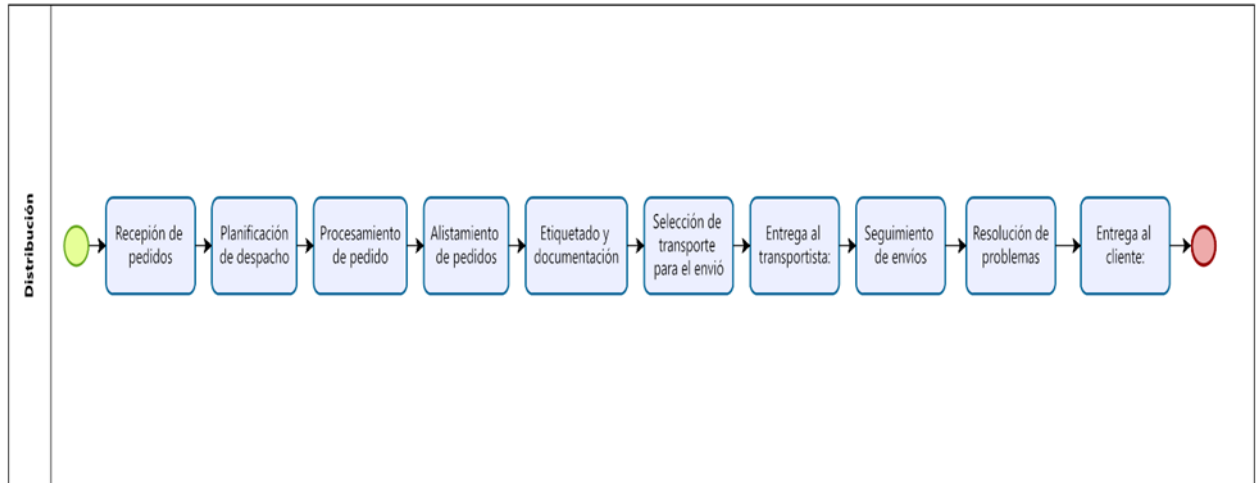 Distribución
Recepión de
pedidos
Planificación
de despacho
Procesamiento
de pedido
Alistamiento
de pedidos
Etiquetado y
documentación
Selección de
transporte
para el envió
Entrega al
transportista:
Seguimiento
de envíos
Resolución de
problemas
Entrega al
cliente: